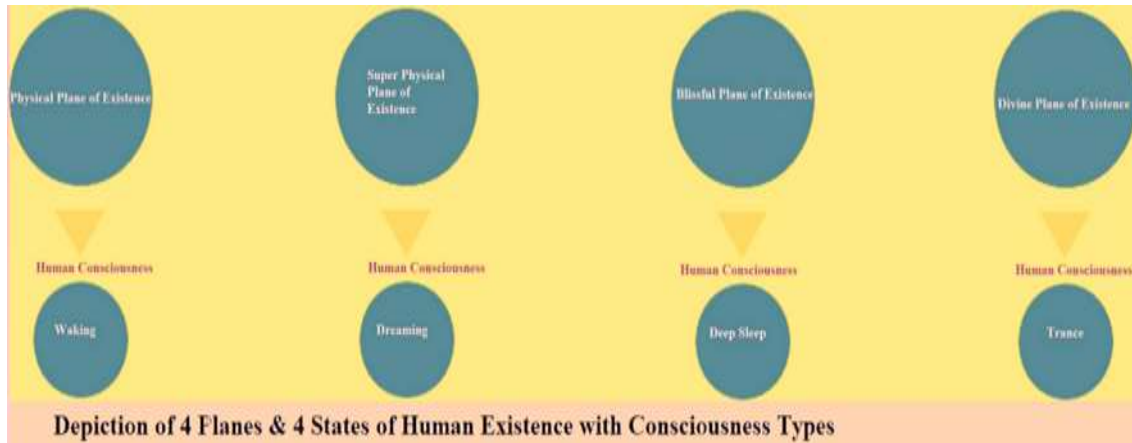 Physical Plane of Existence
Super Physical
Plane of
Existence
Blissful Plane of Existence
Divine Plane of Existence
Human Consciousness
Human Consciousness
Human Consciousness
Human Consciousness
Waking
Dreaming
Deep Sleep
Trance
Depiction of 4 Planes & 4 States of Human Existence with Consciousness Types